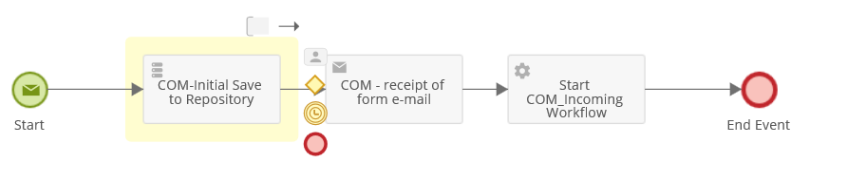 COM-Initial Save
to Repository
COM - receipt of
form e-mail
Start
COM_Incoming
Workflow
Start
End Event